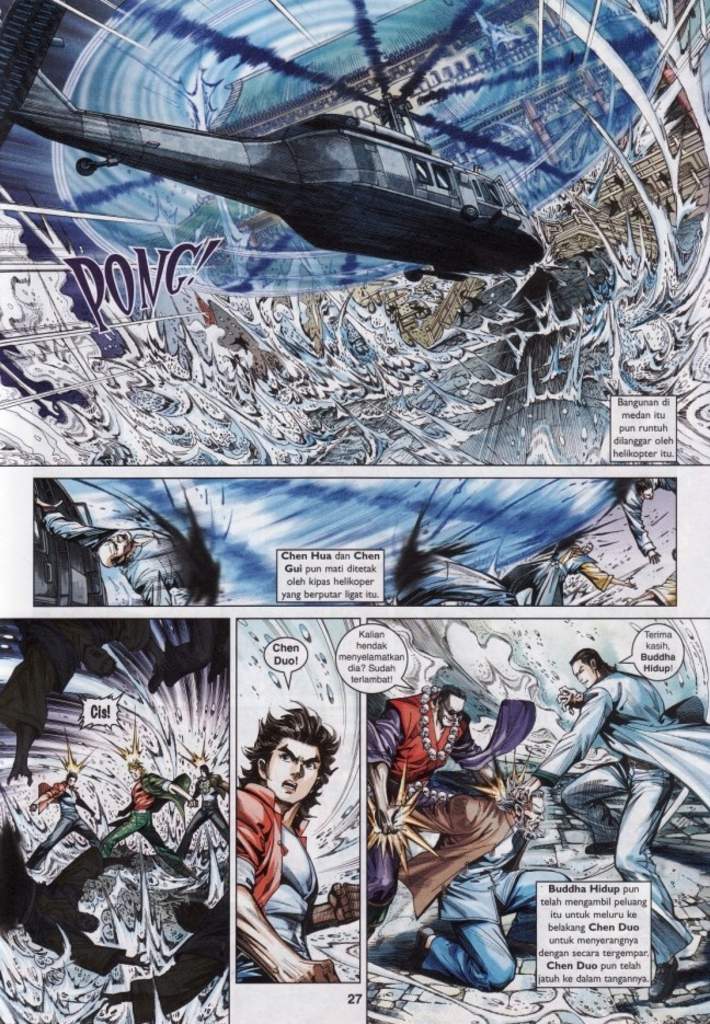 PONG!
Bangunan di
medan itu
pun runtuh
dilanggar oleh
helikopter itu.
Chen Hua dan Chen
Gui pun mati ditetak
oleh kipas helikoper
yang berputar ligat itu.
Cis!
Chen
Duo!
Kalian
hendak
menyelamatkan
dia? Sudah
terlambat!
Terima
kasih,
Buddha
Hidup!
Buddha Hidup pun
telah mengambil peluang
itu untuk meluru ke
belakang Chen Duo
untuk menyerangnya
dengan secara tergempar.
Chen Duo pun telah
jatuh ke dalam tangannya.
27